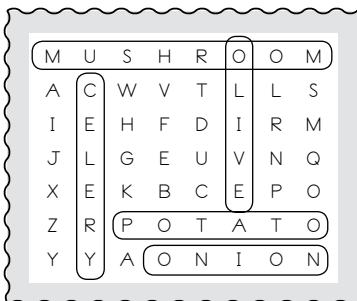 M U S H R O O M
A C W V T L L S
I E H F D I R M
J L G E U V N Q
X E K B C E P O
Z R P O T A T O
Y Y A O N I O N